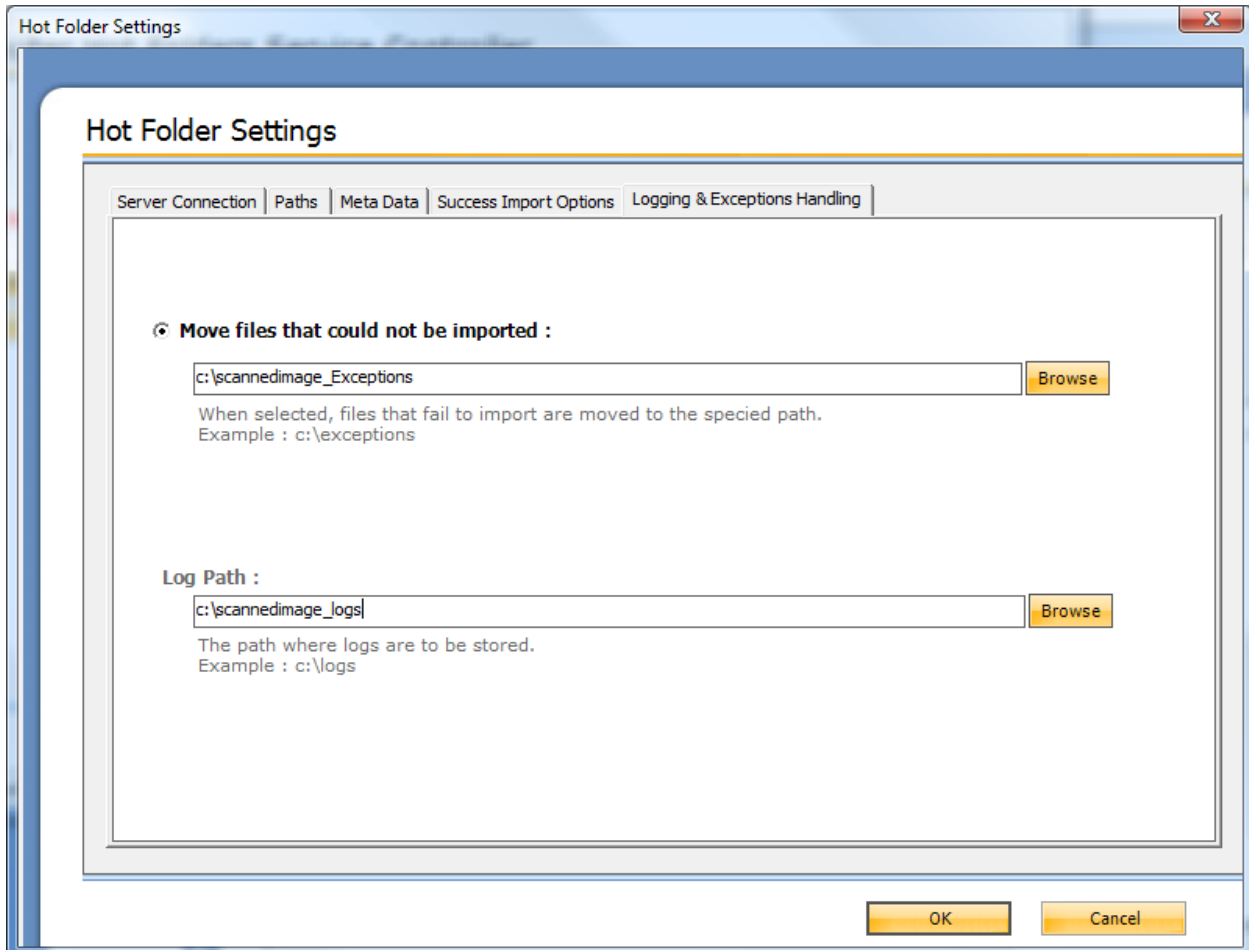 Hot Folder Settings
Hot Folder Settings
Server Connection Paths Meta Data Success Import Options Logging & Exceptions Handling
Move files that could not be imported :
c:\scannedimage_Exceptions Browse
When selected, files that fail to import are moved to the specied path.
Example : c:\exceptions
Log Path :
c:\scannedimage_logs Browse
The path where logs are to be stored.
Example : c:\logs
OK Cancel